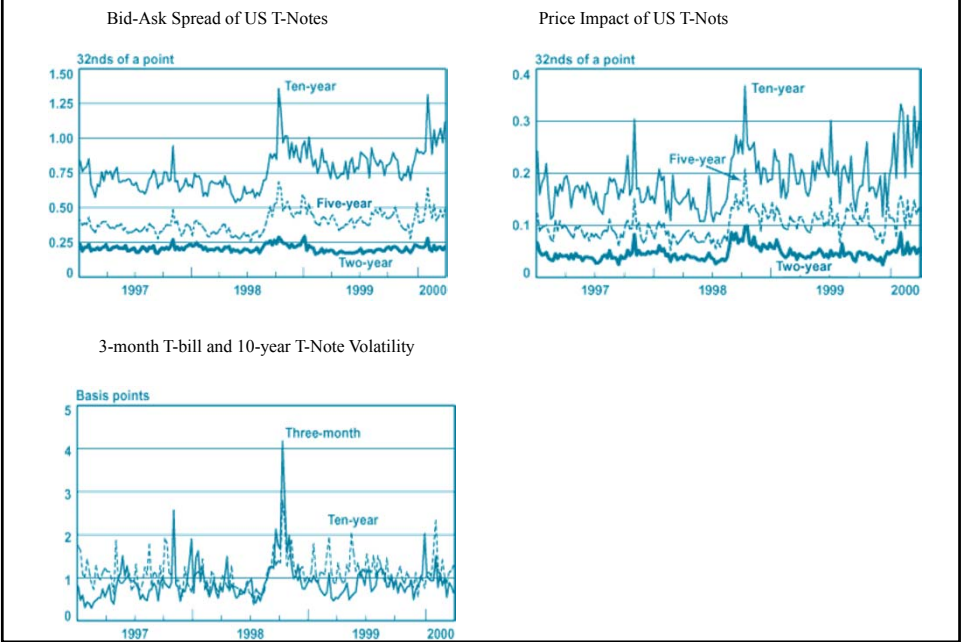 Bid-Ask Spread of US T-Notes
32nds of a point
1.50
1.25
1.00
0.75
0.50
0.25
0
Ten-year
Five-year
Two-year
1997 1998 1999 2000
Price Impact of US T-Nots
32nds of a point
0.4
0.3
0.2
0.1
0
Ten-year
Five-year
Two-year
1997 1998 1999 2000
3-month T-bill and 10-year T-Note Volatility
Basis points
5
4
3
2
1
0
Three-month
Ten-year
1997 1998 1999 2000